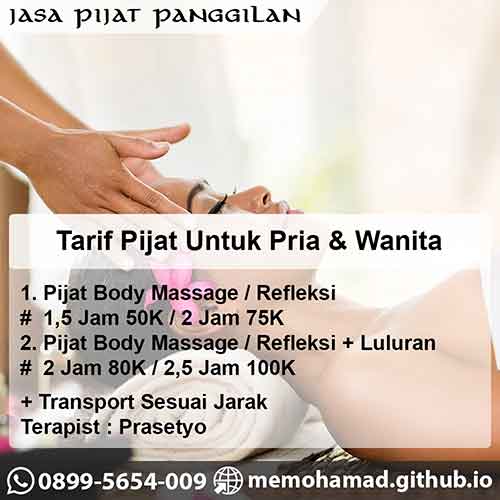 Jasa Pijat Panggilan
Tarif Pijat Untuk Pria & Wanita
1. Pijat Body Massage / Refleksi
# 1,5 Jam 50K / 2 Jam 75K
2. Pijat Body Massage / Refleksi + Luluran
# 2 Jam 80K / 2,5 Jam 100K
+ Transport Sesuai Jarak
Terapist : Prasetyo
0899-5654-009 memohamad.github.io